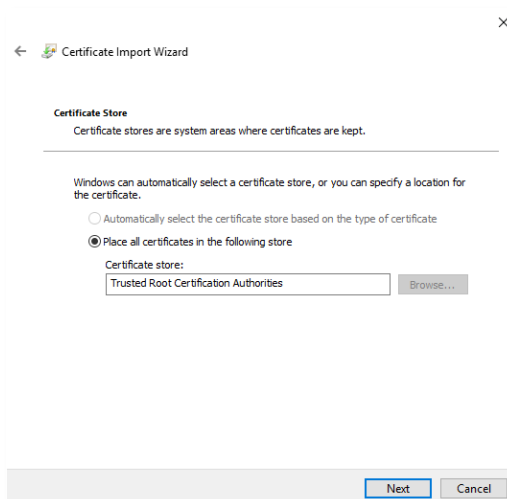 Certificate Import Wizard
Certificate Store
Certificate stores are system areas where certificates are kept.
Windows can automatically select a certificate store, or you can specify a location for
the certificate.
Automatically select the certificate store based on the type of certificate
Place all certificates in the following store
Certificate store:
Trusted Root Certification Authorities
Browse...
Next
Cancel